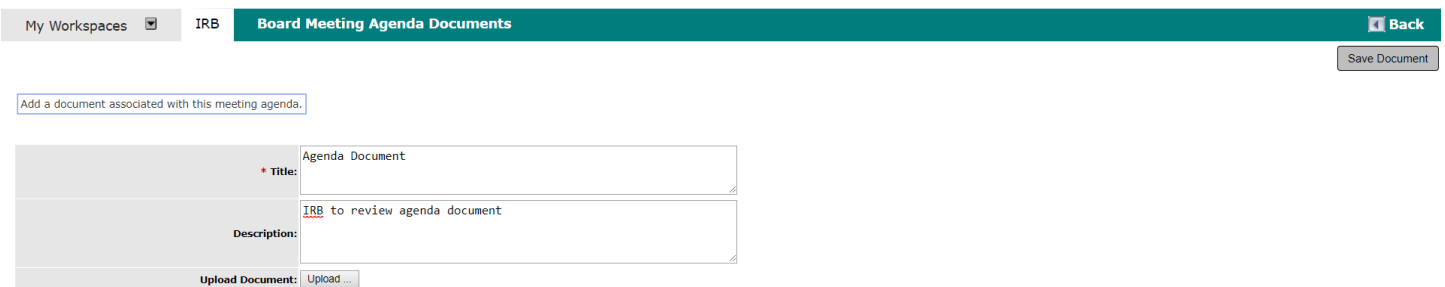 My Workspaces IRB Board Meeting Agenda Documents Back
Save Document
Add a document associated with this meeting agenda.
* Title: Agenda Document
Description: IRB to review agenda document
Upload Document: Upload ...